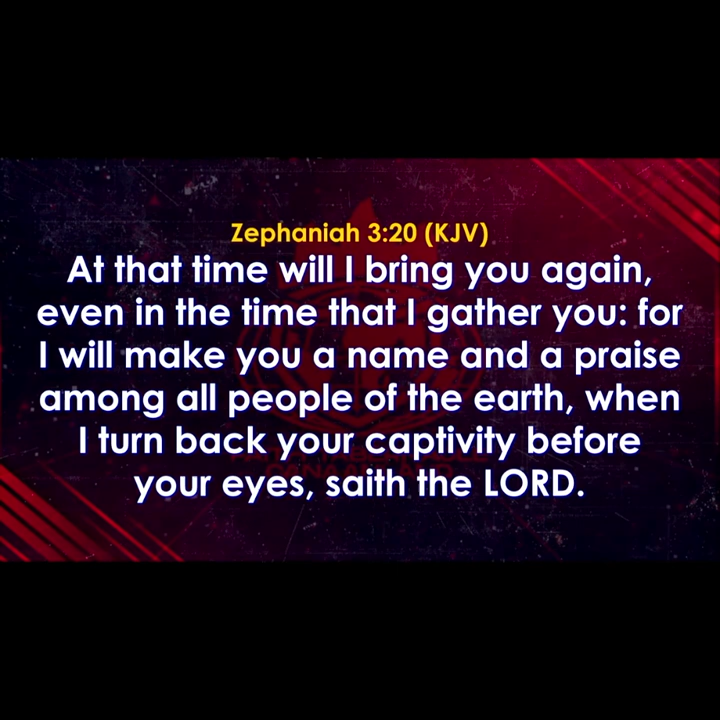 Zephaniah 3:20 (KJV)
At that time will I bring you again,
even in the time that I gather you: for
I will make you a name and a praise
among all people of the earth, when
I turn back your captivity before
your eyes, saith the LORD.